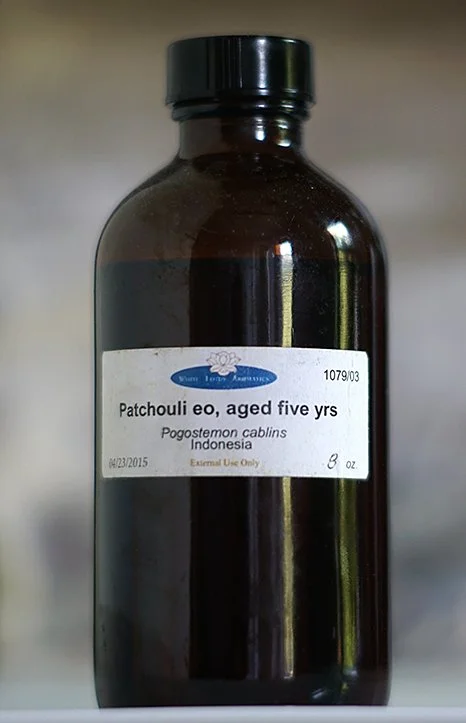 White Lotus Aromatics
1079/03
Patchouli eo, aged five yrs
Pogostemon cablins
Indonesia
04/23/2015
External Use Only
8 oz